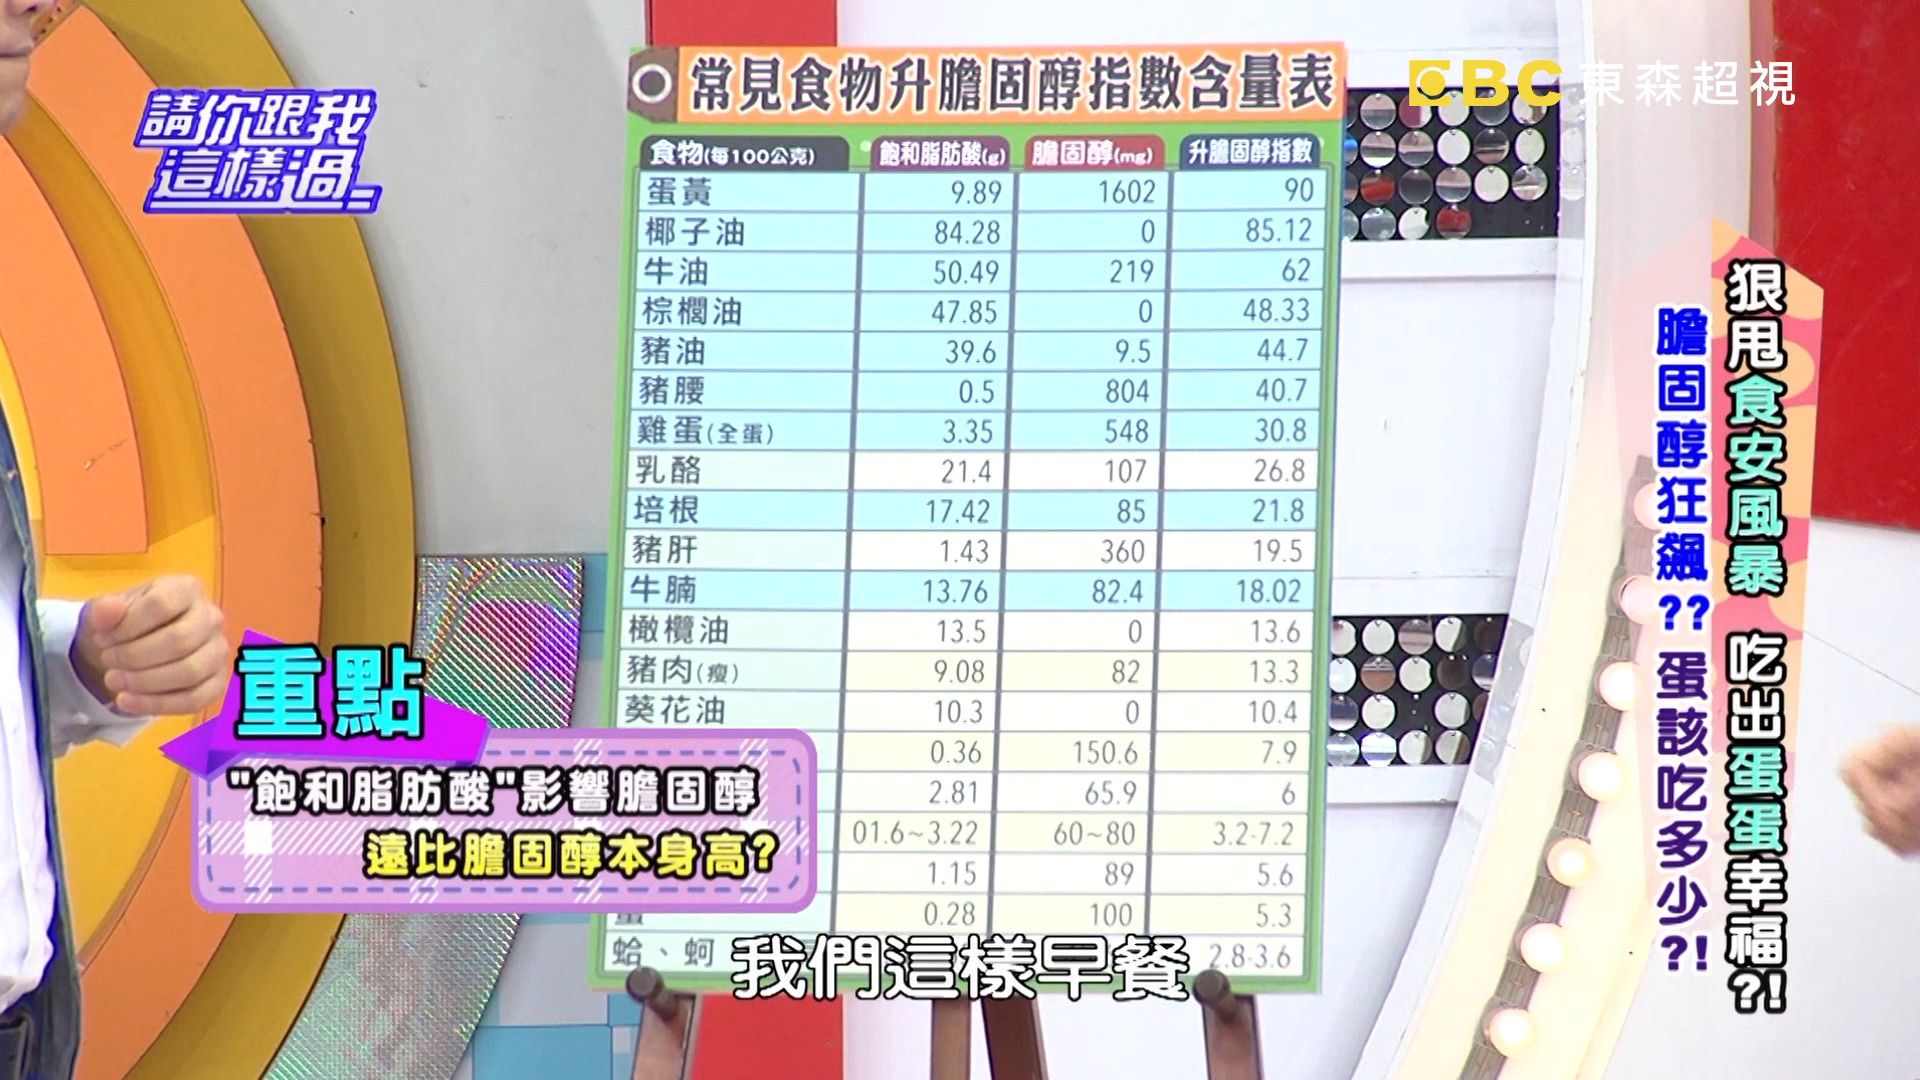 請你跟我
這樣過
EBC 東森超視
常見食物升膽固醇指數含量表
食物(每100公克) 飽和脂肪酸(g) 膽固醇(mg) 升膽固醇指數
蛋黃 9.89 1602 90
椰子油 84.28 0 85.12
牛油 50.49 219 62
棕櫚油 47.85 0 48.33
豬油 39.6 9.5 44.7
豬腰 0.5 804 40.7
雞蛋(全蛋) 3.35 548 30.8
乳酪 21.4 107 26.8
培根 17.42 85 21.8
豬肝 1.43 360 19.5
牛腩 13.76 82.4 18.02
橄欖油 13.5 0 13.6
豬肉(瘦) 9.08 82 13.3
葵花油 10.3 0 10.4
0.36 150.6 7.9
2.81 65.9 6
01.6~3.22 60~80 3.2-7.2
1.15 89 5.6
0.28 100 5.3
蛤、蚵 2.8-3.6
狠甩食安風暴 吃出蛋蛋幸福?!
膽固醇狂飆??蛋該吃多少?!
重點
"飽和脂肪酸"影響膽固醇
遠比膽固醇本身高?
我們這樣早餐